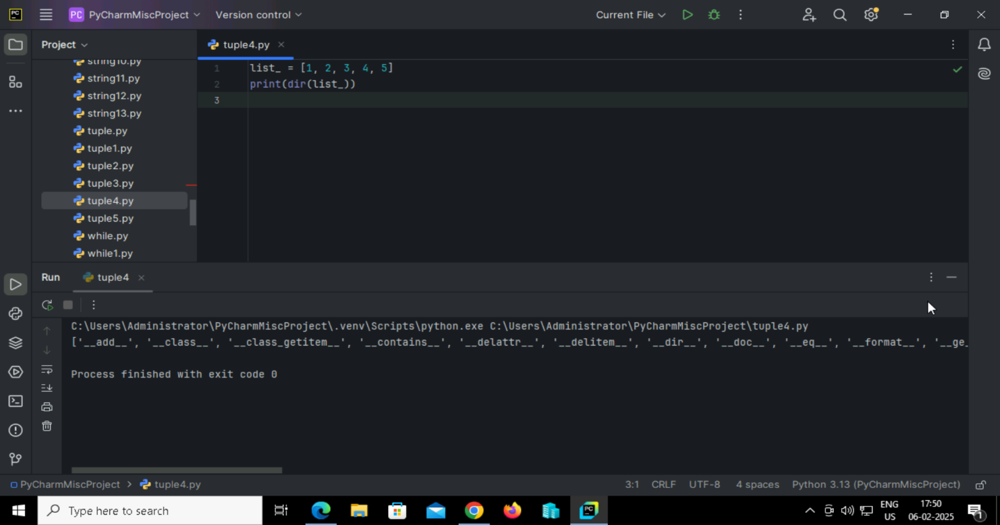 PC PC PyCharmMiscProject Version control Current File
Project
tuple4.py
string10.py
string11.py
string12.py
string13.py
tuple.py
tuple1.py
tuple2.py
tuple3.py
tuple4.py
tuple5.py
while.py
while1.py
1 list_ = [1, 2, 3, 4, 5]
2 print(dir(list_))
3
Run tuple4
C:\Users\Administrator\PyCharmMiscProject\.venv\Scripts\python.exe C:\Users\Administrator\PyCharmMiscProject\tuple4.py
['__add__', '__class__', '__class_getitem__', '__contains__', '__delattr__', '__delitem__', '__dir__', '__doc__', '__eq__', '__format__', '__ge_
Process finished with exit code 0
PyCharmMiscProject > tuple4.py 3:1 CRLF UTF-8 4 spaces Python 3.13 (PyCharmMiscProject)
Type here to search
PC
ENG
US
17:50
06-02-2025
1